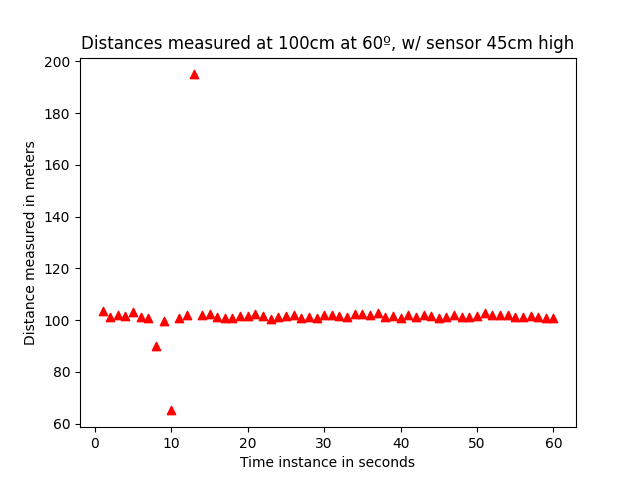 Distances measured at 100cm at 60º, w/ sensor 45cm high
200
180
160
140
120
100
80
60
Distance measured in meters
0 10 20 30 40 50 60
Time instance in seconds